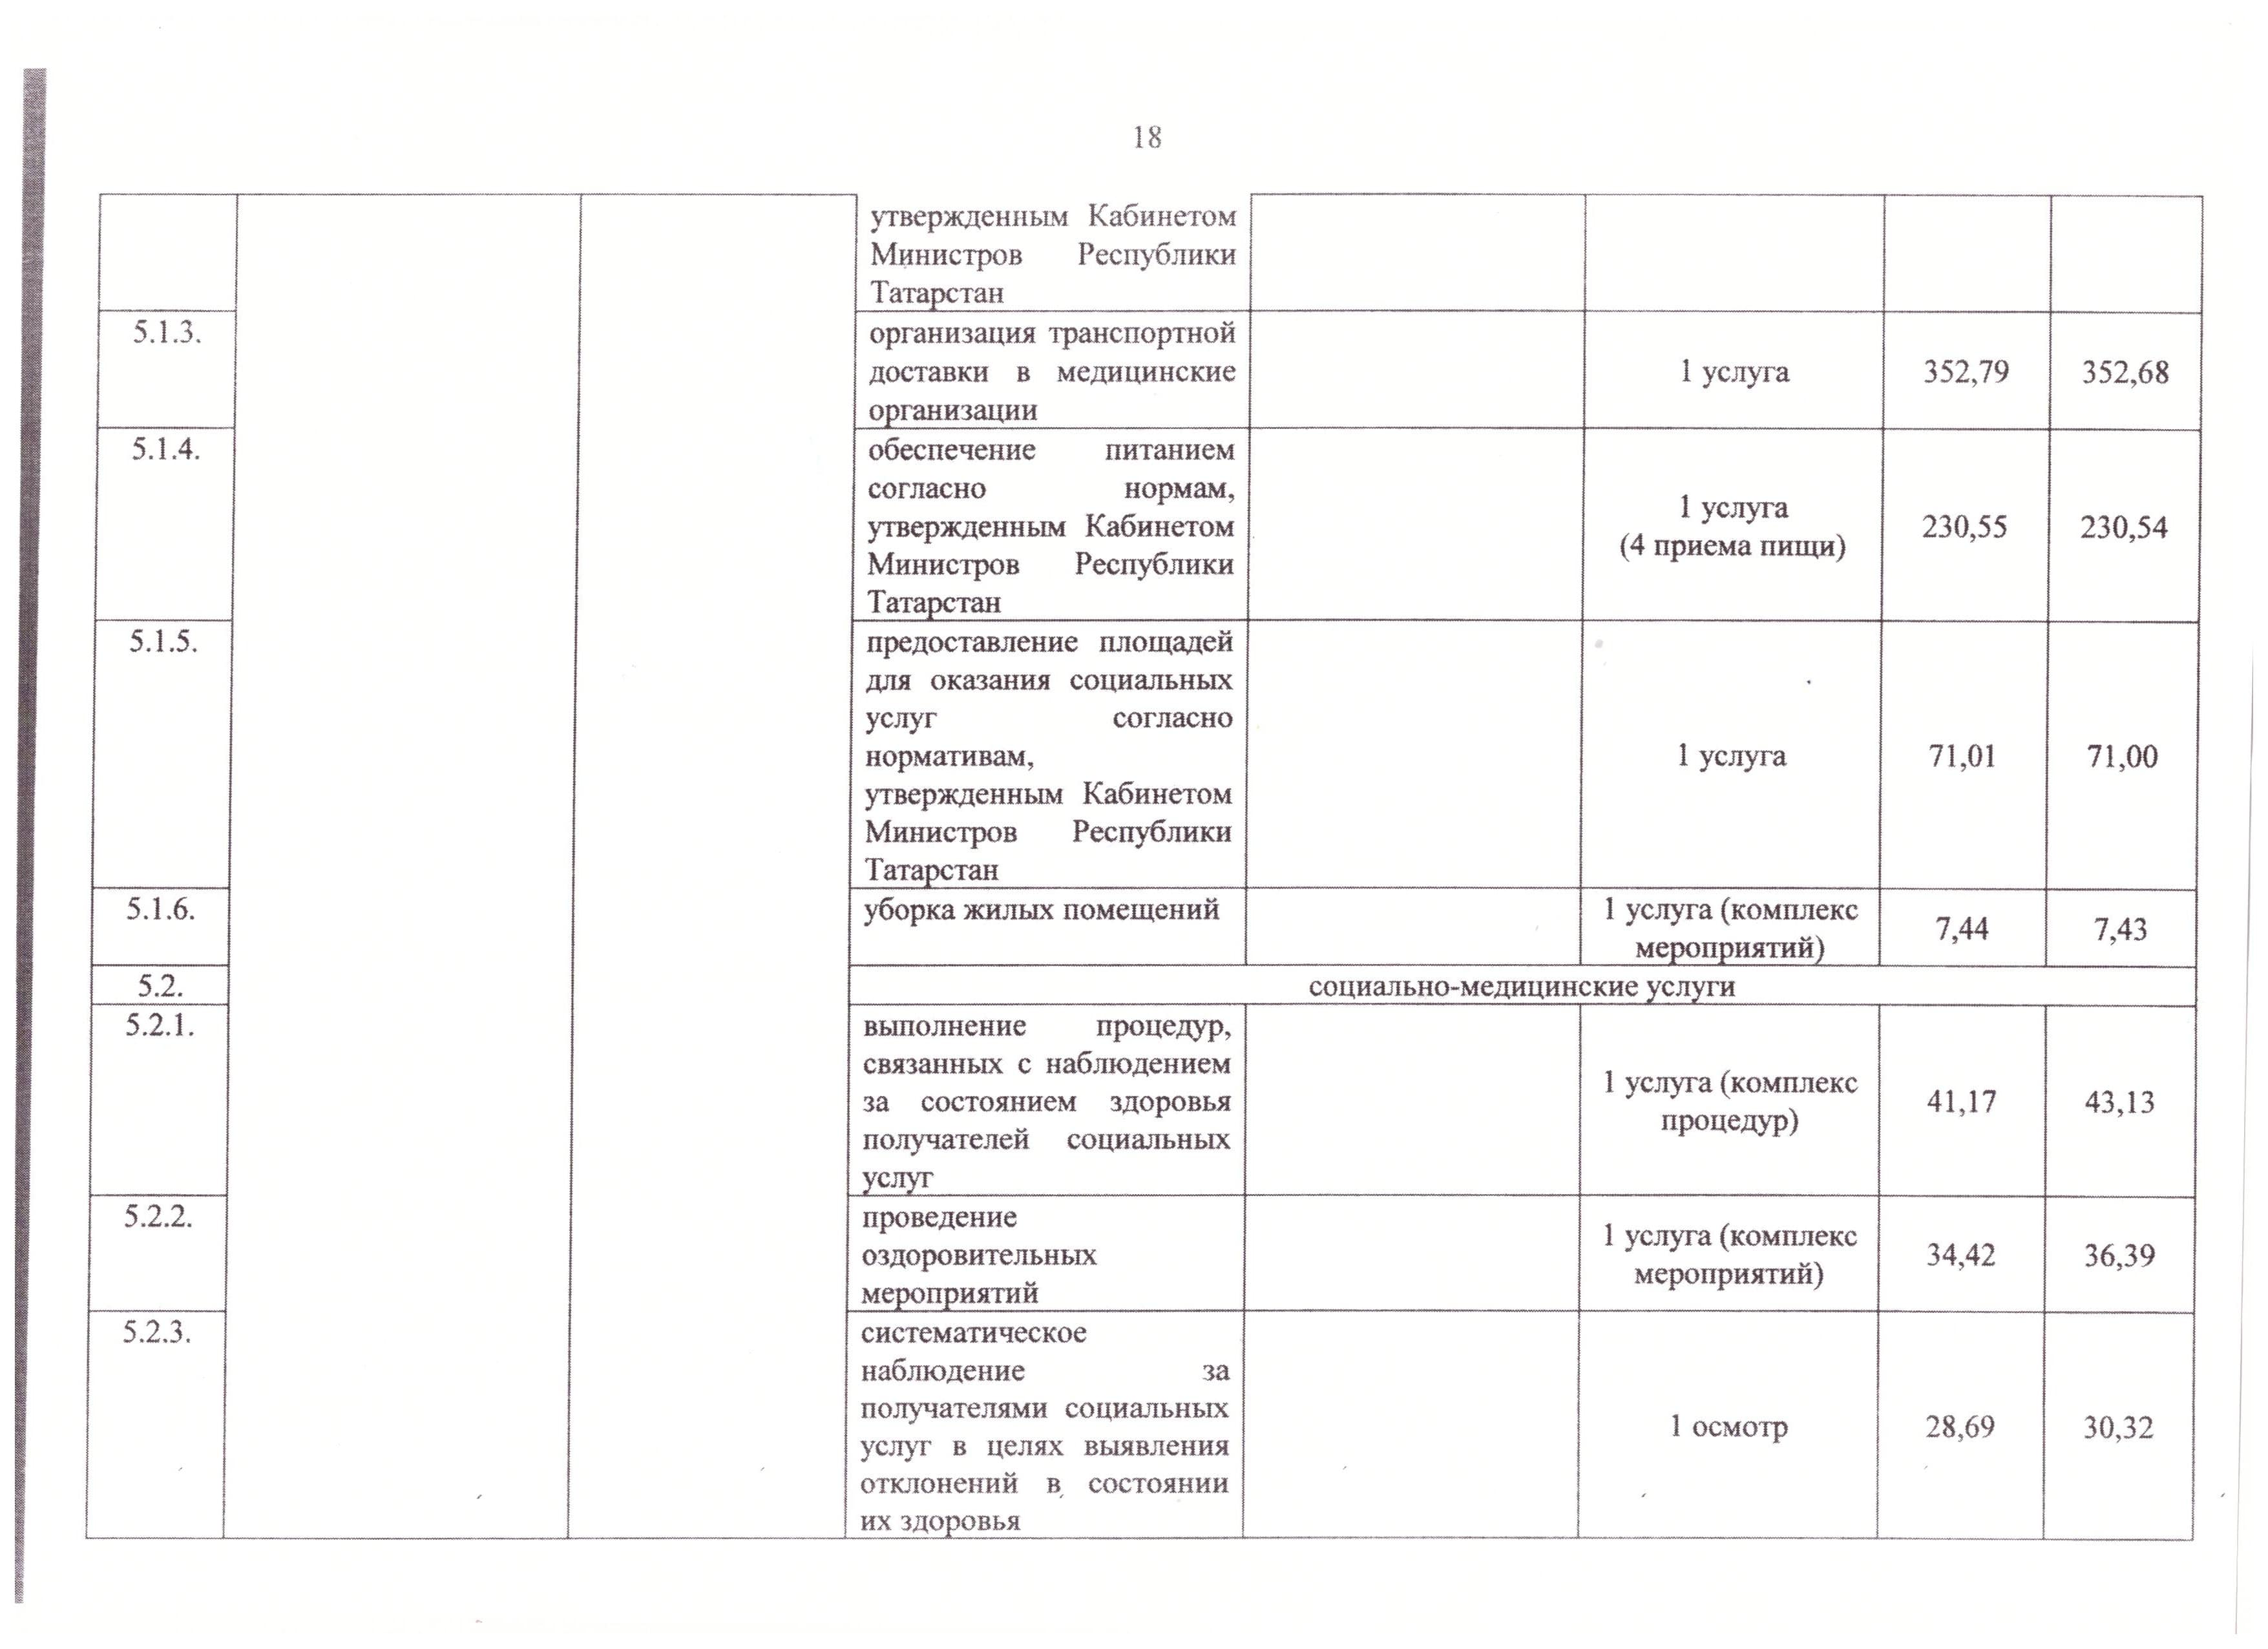 18
утвержденным Кабинетом
Министров Республики
Татарстан
5.1.3.
организация транспортной
доставки в медицинские
организации
1 услуга
352,79
352,68
5.1.4.
обеспечение питанием
согласно нормам,
утвержденным Кабинетом
Министров Республики
Татарстан
1 услуга
(4 приема пищи)
230,55
230,54
5.1.5.
предоставление площадей
для оказания социальных
услуг согласно
нормативам,
утвержденным Кабинетом
Министров Республики
Татарстан
1 услуга
71,01
71,00
5.1.6.
уборка жилых помещений
1 услуга (комплекс
мероприятий)
7,44
7,43
5.2.
социально-медицинские услуги
5.2.1.
выполнение процедур,
связанных с наблюдением
за состоянием здоровья
получателей социальных
услуг
1 услуга (комплекс
процедур)
41,17
43,13
5.2.2.
проведение
оздоровительных
мероприятий
1 услуга (комплекс
мероприятий)
34,42
36,39
5.2.3.
систематическое
наблюдение за
получателями социальных
услуг в целях выявления
отклонений в состоянии
их здоровья
1 осмотр
28,69
30,32